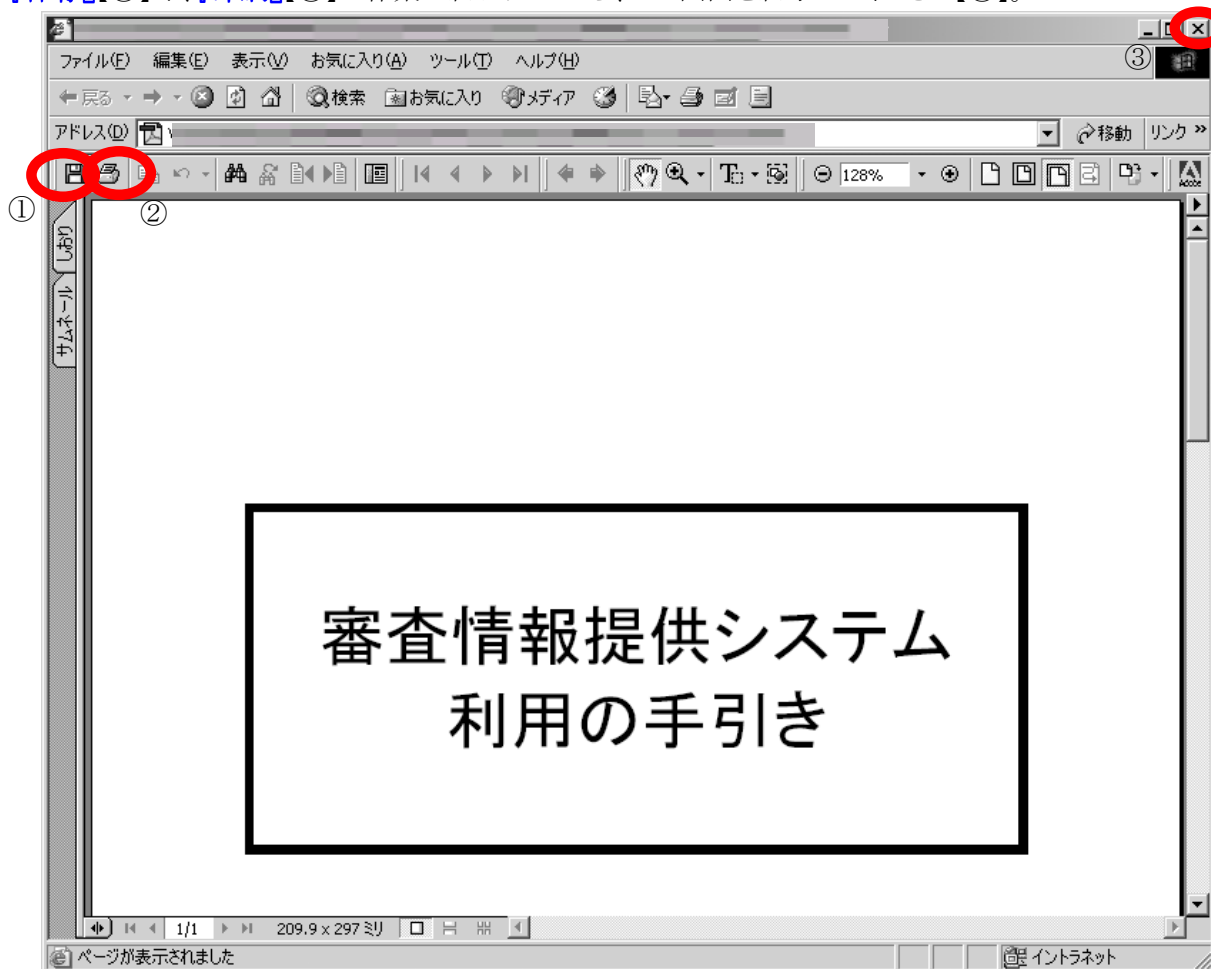 ファイル(F) 編集(E) 表示(V) お気に入り(A) ツール(T) ヘルプ(H)
③
戻る 検索 お気に入り メディア
アドレス(D) 移動 リンク »
128% Adobe
① ②
しおり
サムネール
審査情報提供システム
利用の手引き
1/1 209.9 x 297 ミリ
ページが表示されました イントラネット